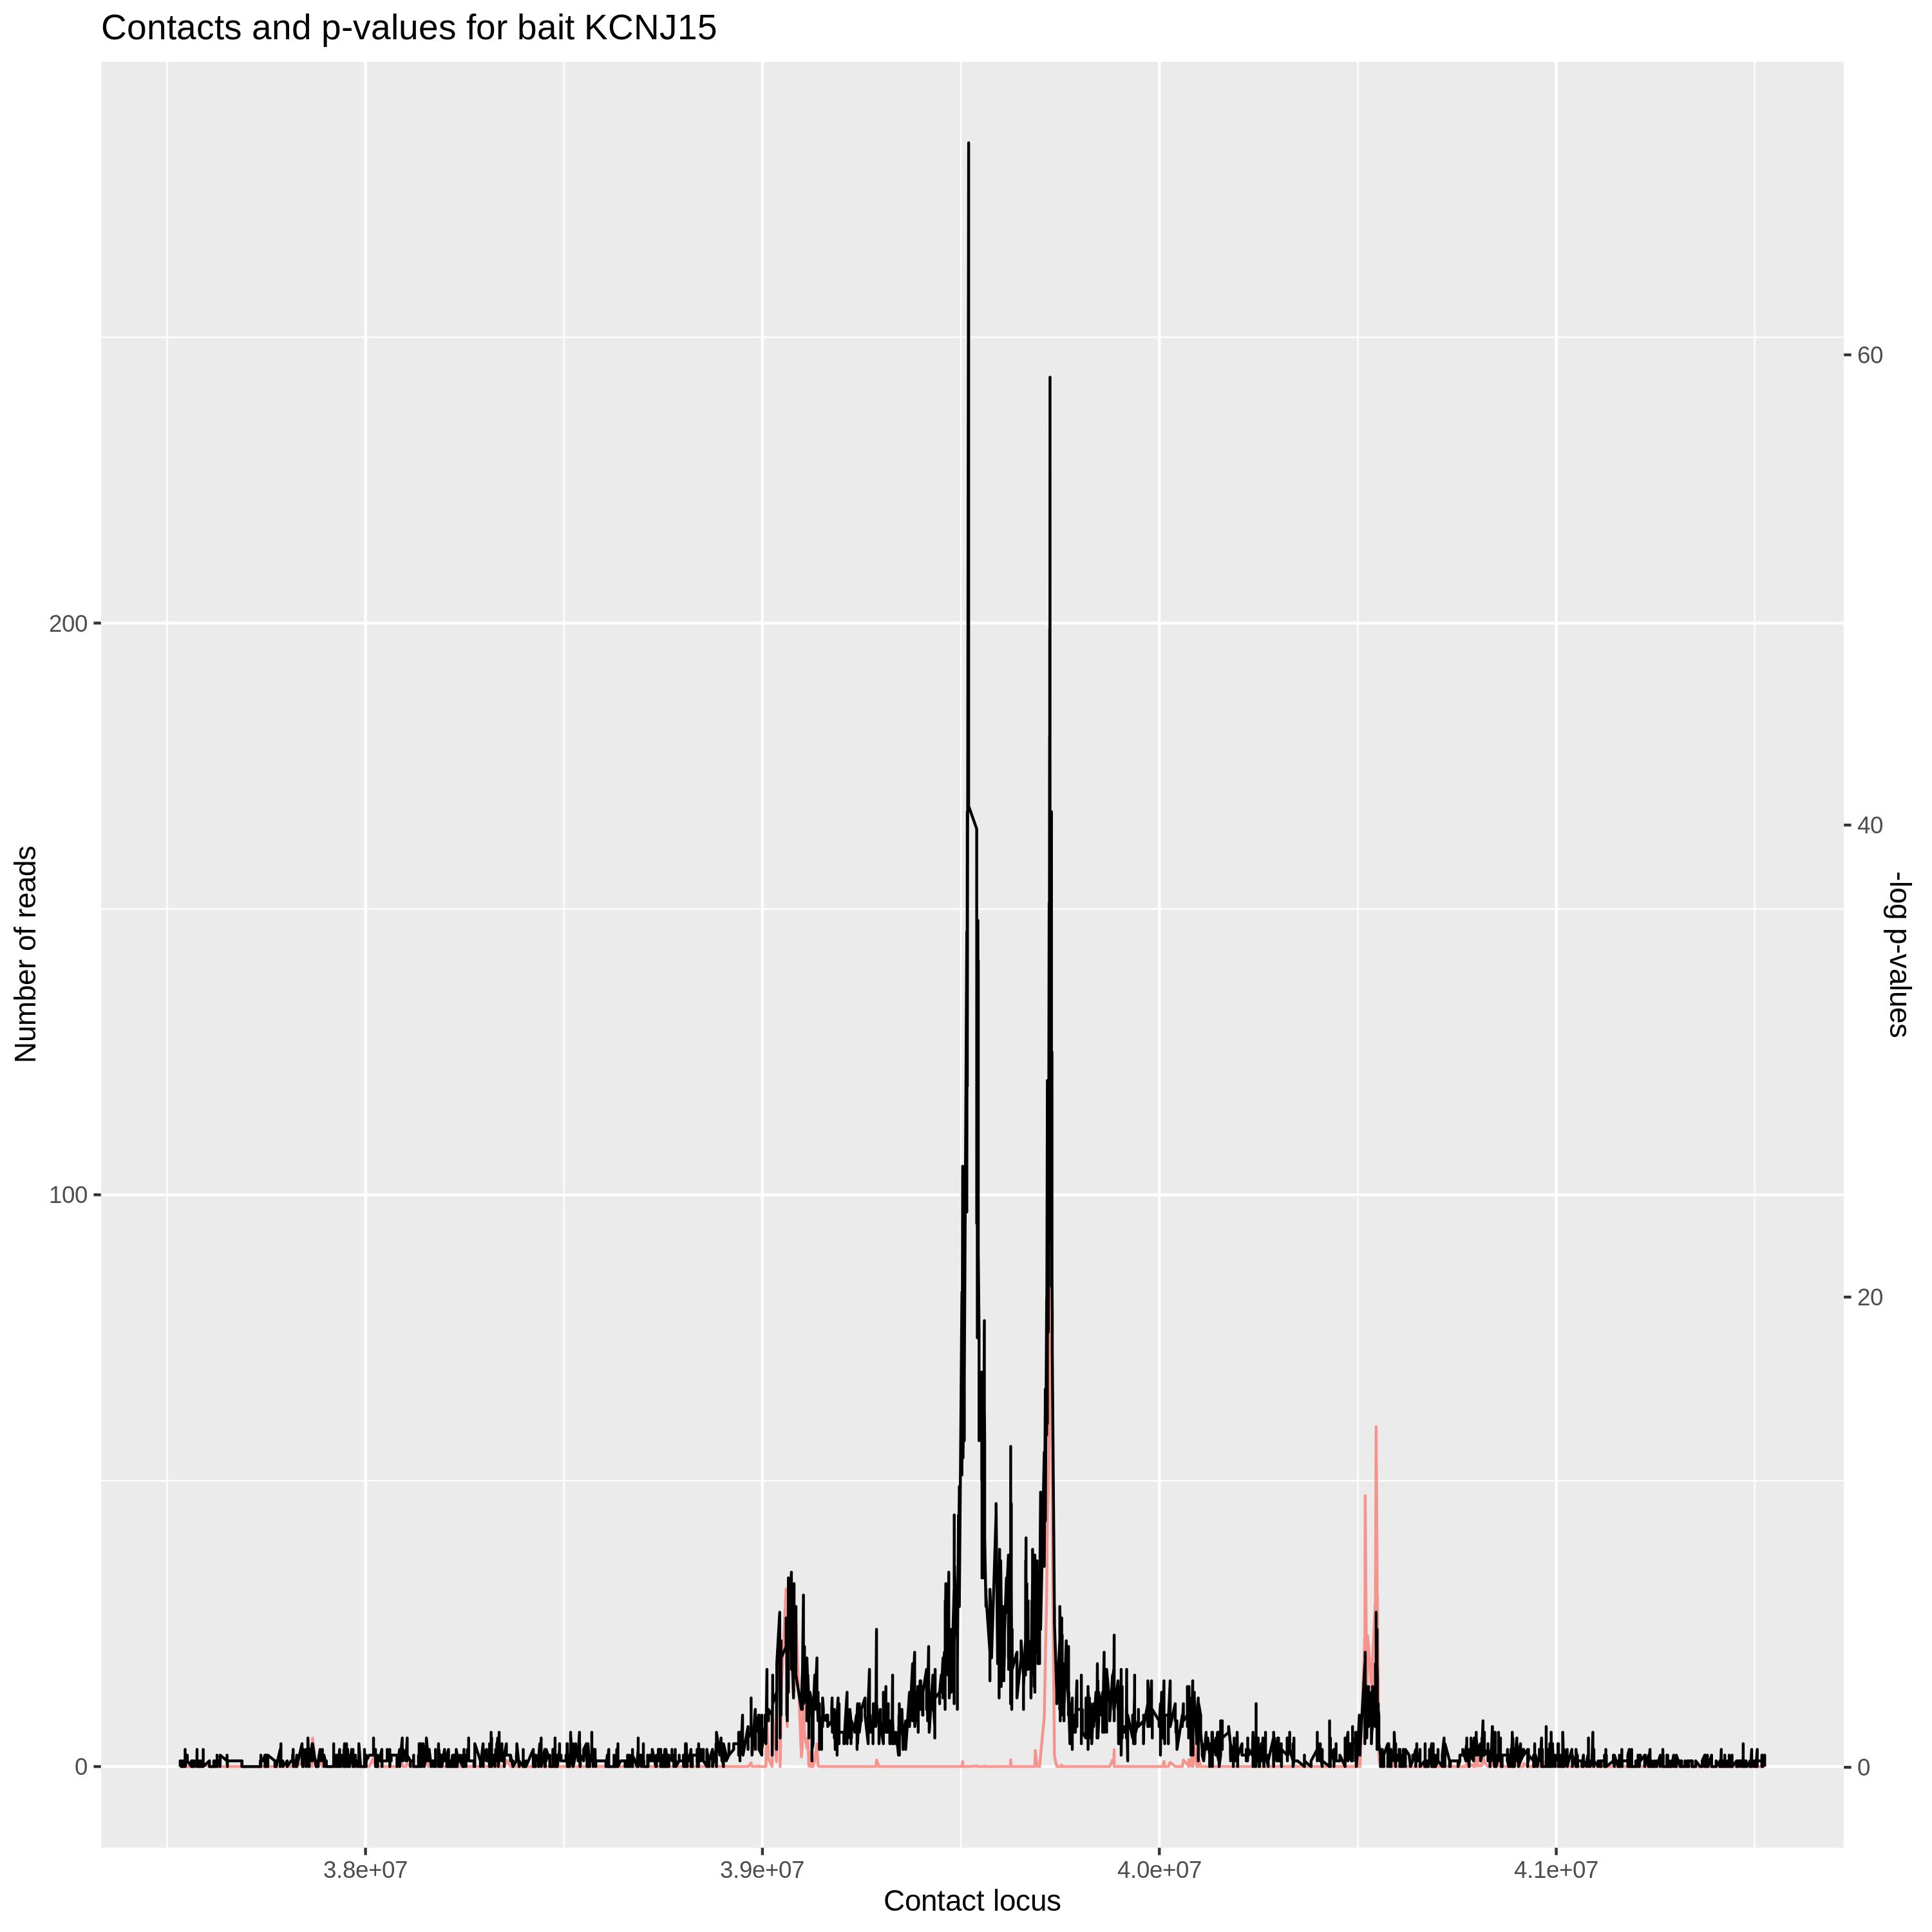 Contacts and p-values for bait KCNJ15
Number of reads
200
100
0
60
40
20
0
-log p-values
3.8e+07
3.9e+07
4.0e+07
4.1e+07
Contact locus